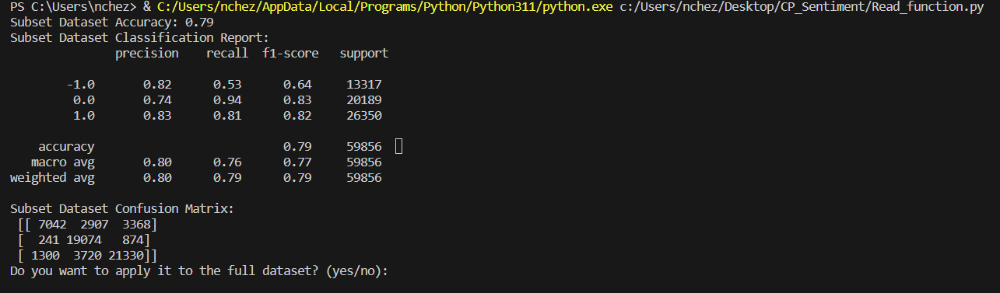 PS C:\Users\nchez> & C:/Users/nchez/AppData/Local/Programs/Python/Python311/python.exe c:/Users/nchez/Desktop/CP_Sentiment/Read_function.py
Subset Dataset Accuracy: 0.79
Subset Dataset Classification Report:
              precision    recall  f1-score   support

        -1.0       0.82      0.53      0.64     13317
         0.0       0.74      0.94      0.83     20189
         1.0       0.83      0.81      0.82     26350

    accuracy                           0.79     59856
   macro avg       0.80      0.76      0.77     59856
weighted avg       0.80      0.79      0.79     59856

Subset Dataset Confusion Matrix:
 [[ 7042  2907  3368]
 [  241 19074   874]
 [ 1300  3720 21330]]
Do you want to apply it to the full dataset? (yes/no):